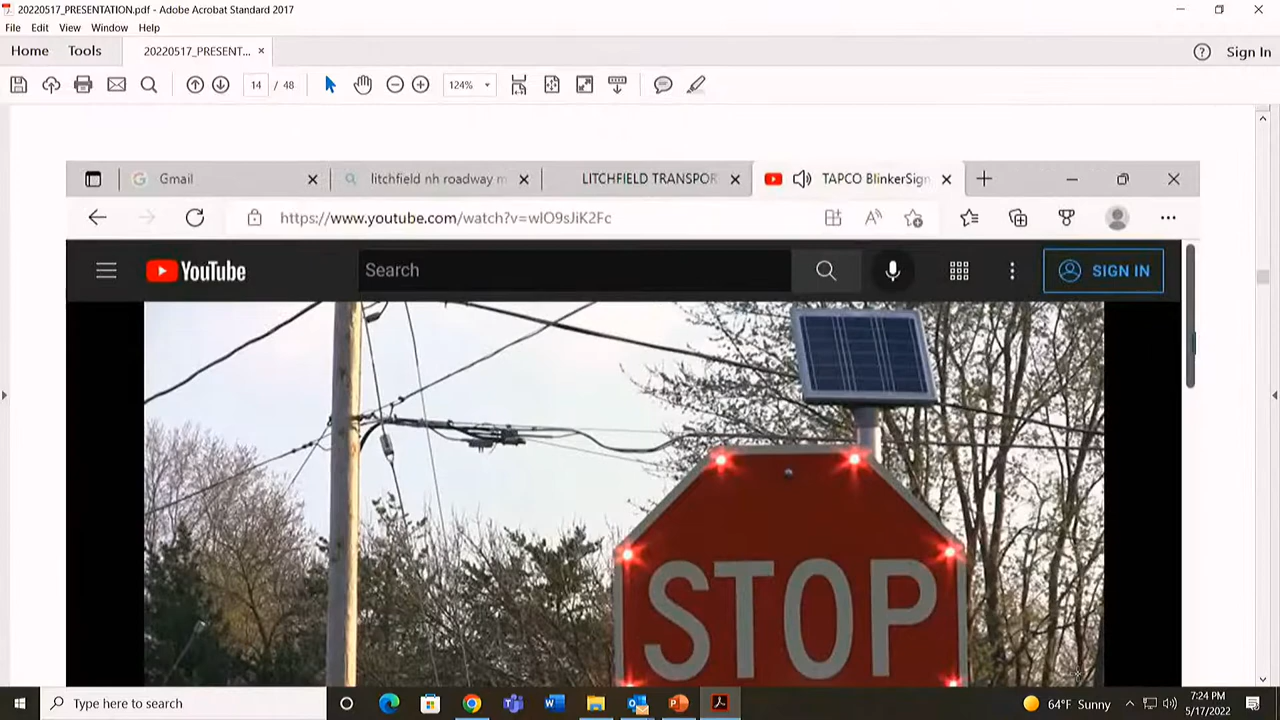 20220517_PRESENTATION.pdf - Adobe Acrobat Standard 2017
File Edit View Window Help
Home Tools 20220517_PRESENT... × Sign In
14 / 48 124%
Gmail litchfield nh roadway m LITCHFIELD TRANSPOR TAPCO BlinkerSign
https://www.youtube.com/watch?v=wlO9sJiK2Fc
YouTube Search SIGN IN
STOP
Type here to search 64°F Sunny 7:24 PM
5/17/2022